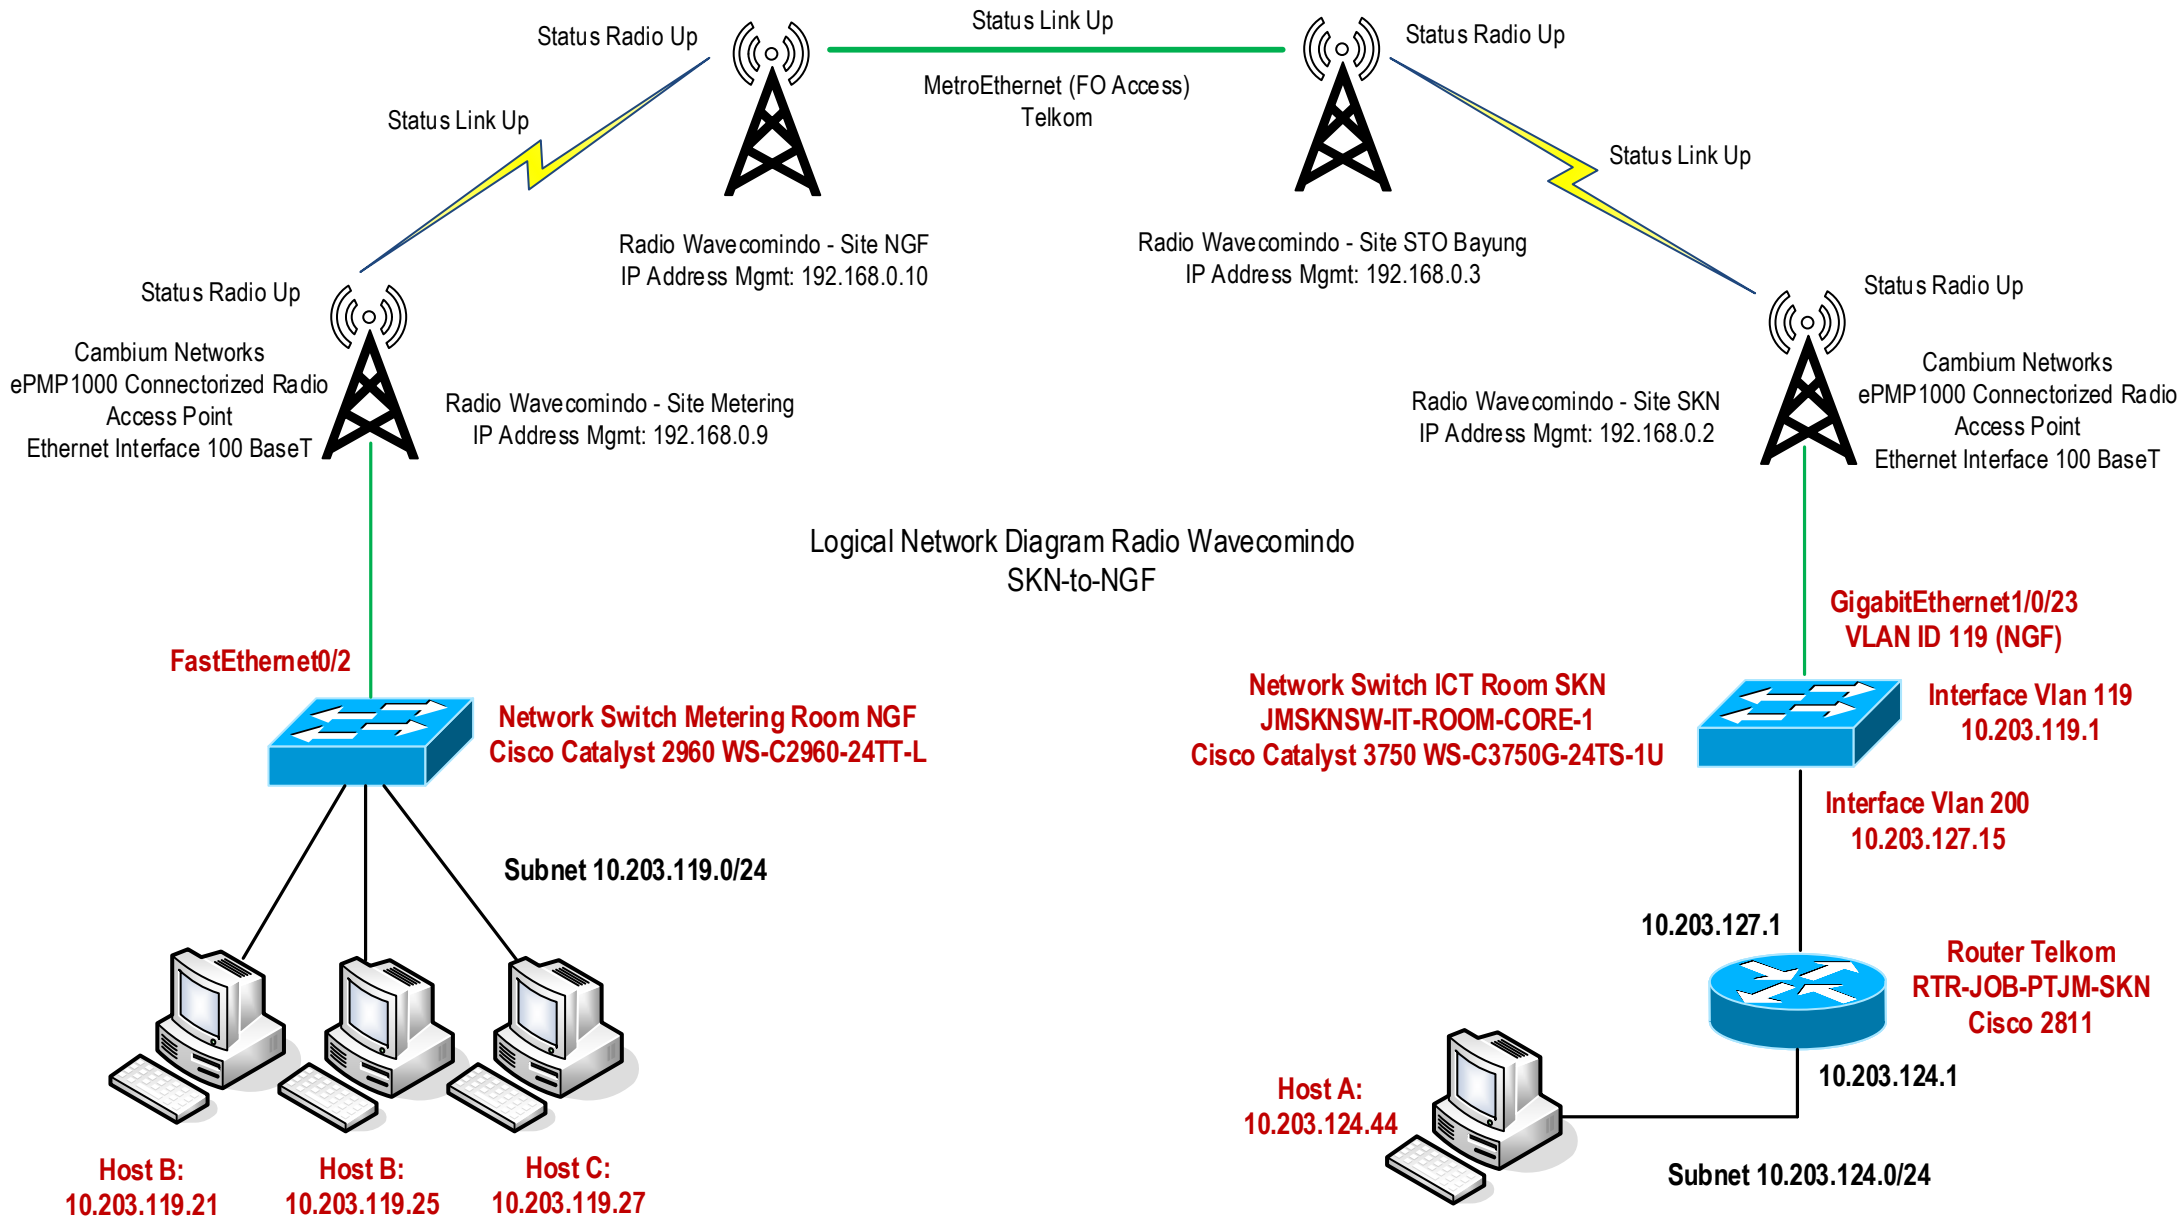 Status Radio Up
Status Link Up
Status Radio Up
MetroEthernet (FO Access)
Telkom
Status Link Up
Status Link Up
Radio Wavecomindo - Site NGF
IP Address Mgmt: 192.168.0.10
Radio Wavecomindo - Site STO Bayung
IP Address Mgmt: 192.168.0.3
Status Radio Up
Status Radio Up
Cambium Networks
ePMP1000 Connectorized Radio
Access Point
Ethernet Interface 100 BaseT
Radio Wavecomindo - Site Metering
IP Address Mgmt: 192.168.0.9
Radio Wavecomindo - Site SKN
IP Address Mgmt: 192.168.0.2
Cambium Networks
ePMP1000 Connectorized Radio
Access Point
Ethernet Interface 100 BaseT
Logical Network Diagram Radio Wavecomindo
SKN-to-NGF
GigabitEthernet1/0/23
VLAN ID 119 (NGF)
FastEthernet0/2
Network Switch Metering Room NGF
Cisco Catalyst 2960 WS-C2960-24TT-L
Network Switch ICT Room SKN
JMSKNSW-IT-ROOM-CORE-1
Cisco Catalyst 3750 WS-C3750G-24TS-1U
Interface Vlan 119
10.203.119.1
Interface Vlan 200
10.203.127.15
Subnet 10.203.119.0/24
10.203.127.1
Router Telkom
RTR-JOB-PTJM-SKN
Cisco 2811
10.203.124.1
Host A:
10.203.124.44
Subnet 10.203.124.0/24
Host B:
10.203.119.21
Host B:
10.203.119.25
Host C:
10.203.119.27